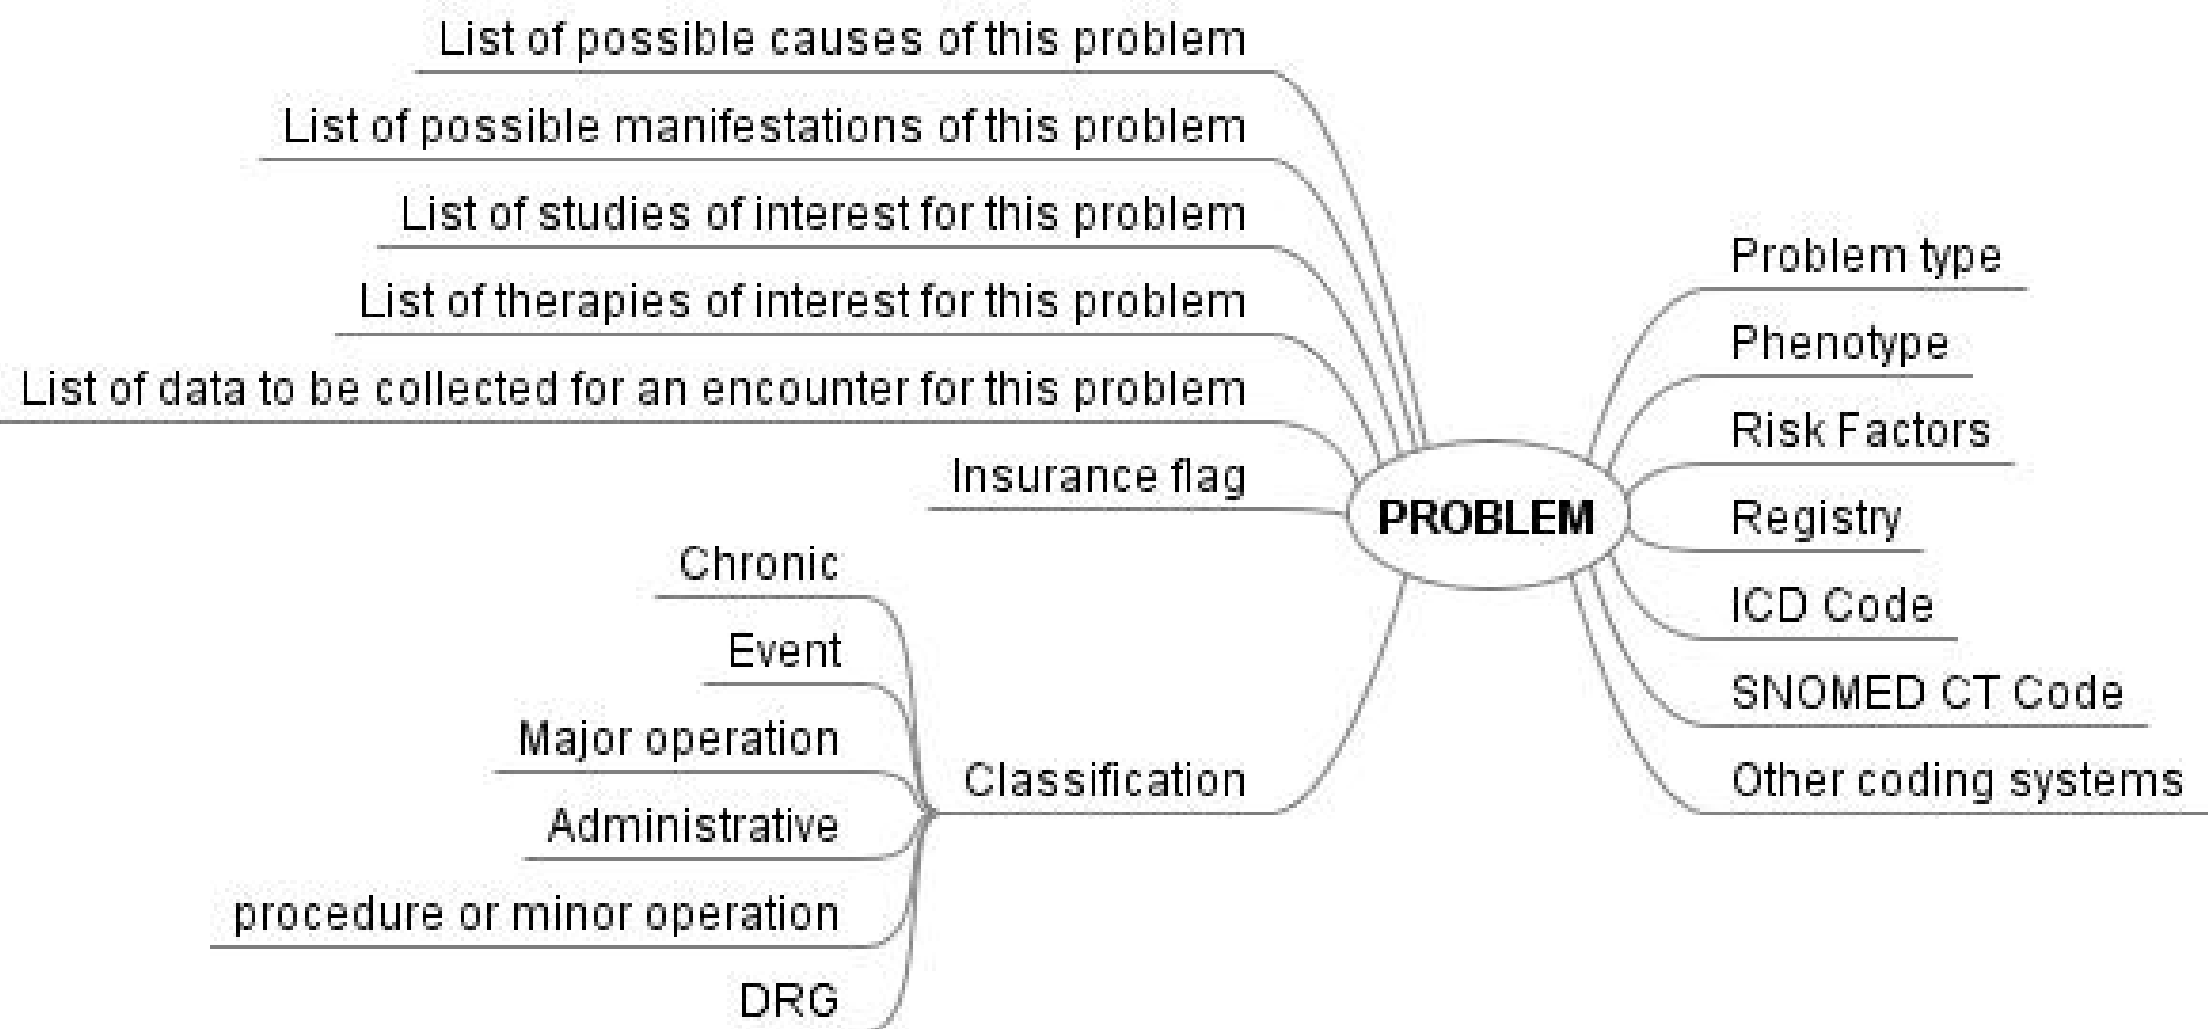 List of possible causes of this problem
List of possible manifestations of this problem
List of studies of interest for this problem
List of therapies of interest for this problem
List of data to be collected for an encounter for this problem
Insurance flag
Chronic
Event
Major operation
Administrative
procedure or minor operation
DRG
Classification
PROBLEM
Problem type
Phenotype
Risk Factors
Registry
ICD Code
SNOMED CT Code
Other coding systems